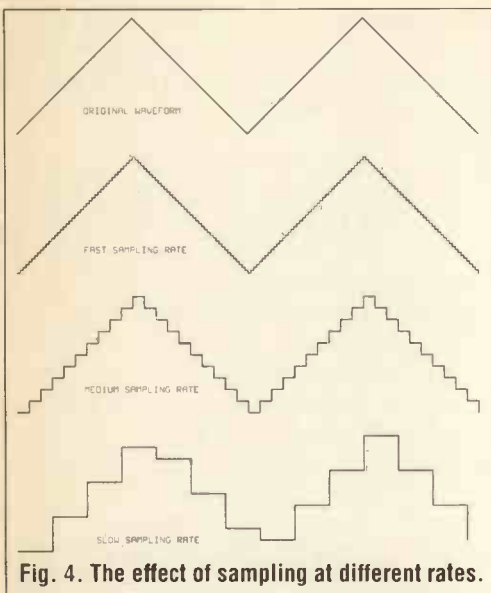 ORIGINAL WAVEFORM
FAST SAMPLING RATE
MEDIUM SAMPLING RATE
SLOW SAMPLING RATE
Fig. 4. The effect of sampling at different rates.